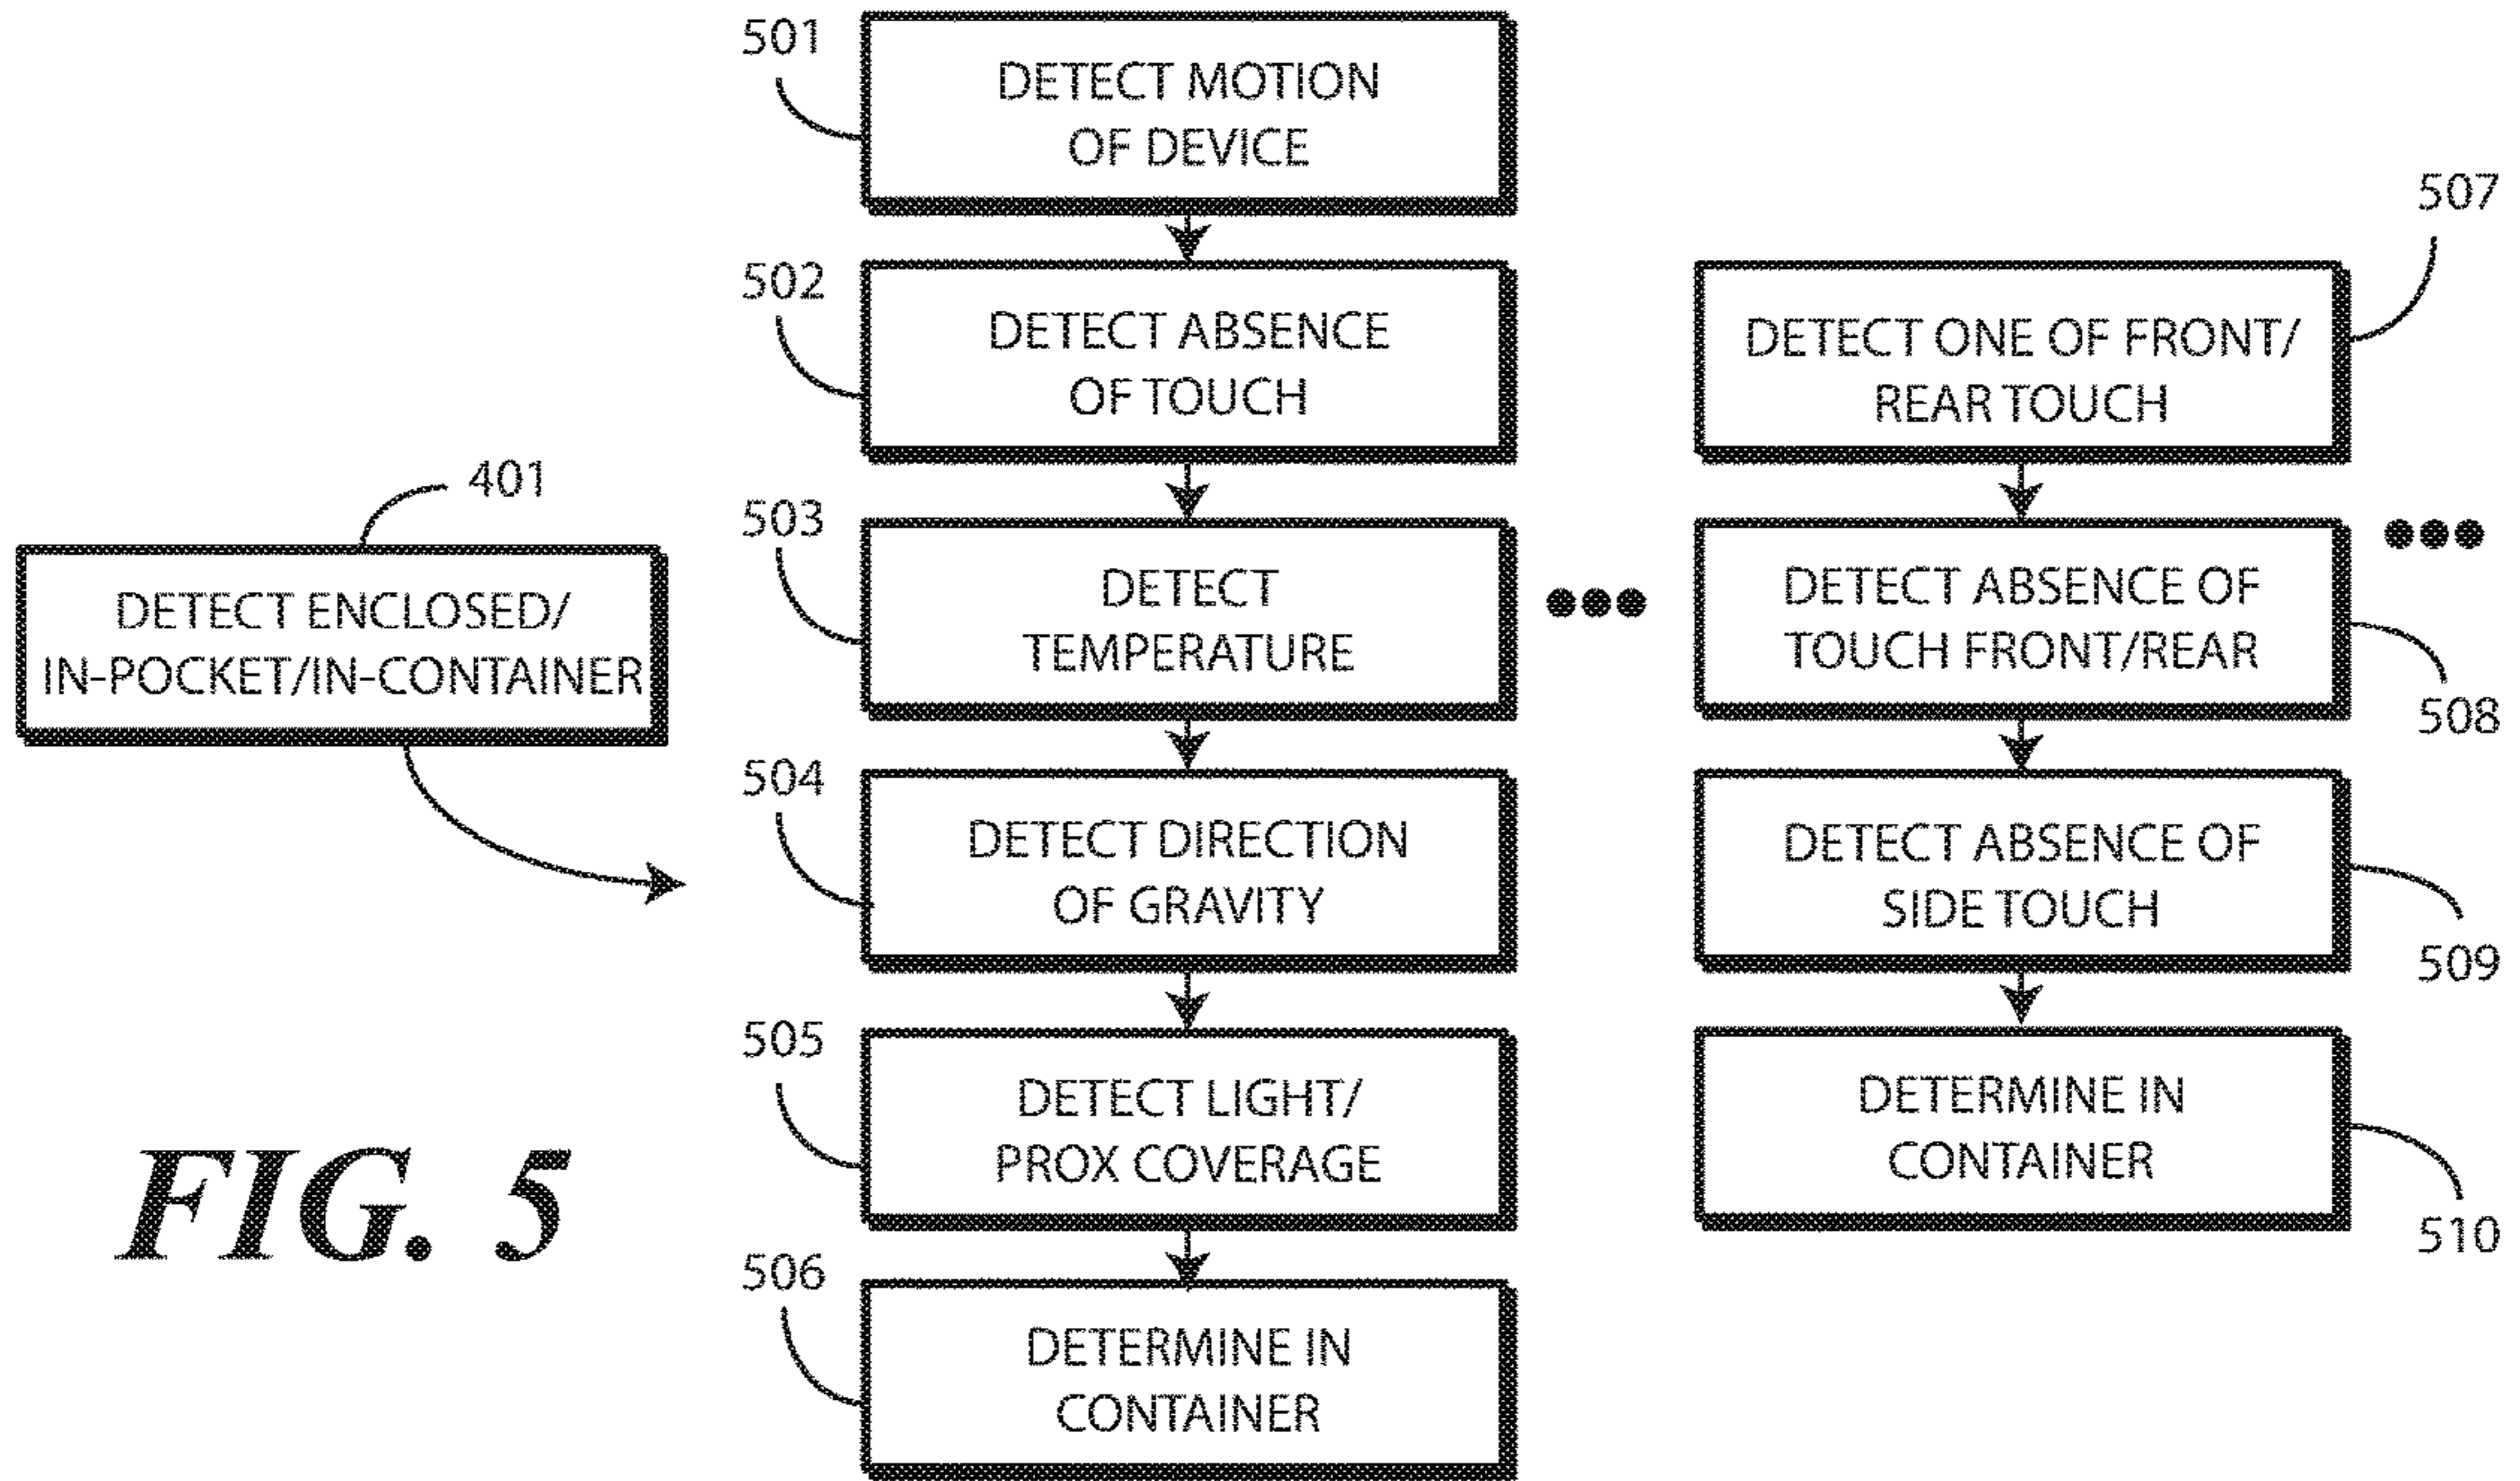 501
DETECT MOTION
OF DEVICE
502
DETECT ABSENCE
OF TOUCH
503
DETECT
TEMPERATURE
504
DETECT DIRECTION
OF GRAVITY
505
DETECT LIGHT/
PROX COVERAGE
506
DETERMINE IN
CONTAINER
507
DETECT ONE OF FRONT/
REAR TOUCH
DETECT ABSENCE OF
TOUCH FRONT/REAR
508
DETECT ABSENCE OF
SIDE TOUCH
509
DETERMINE IN
CONTAINER
510
401
DETECT ENCLOSED/
IN-POCKET/IN-CONTAINER
FIG. 5